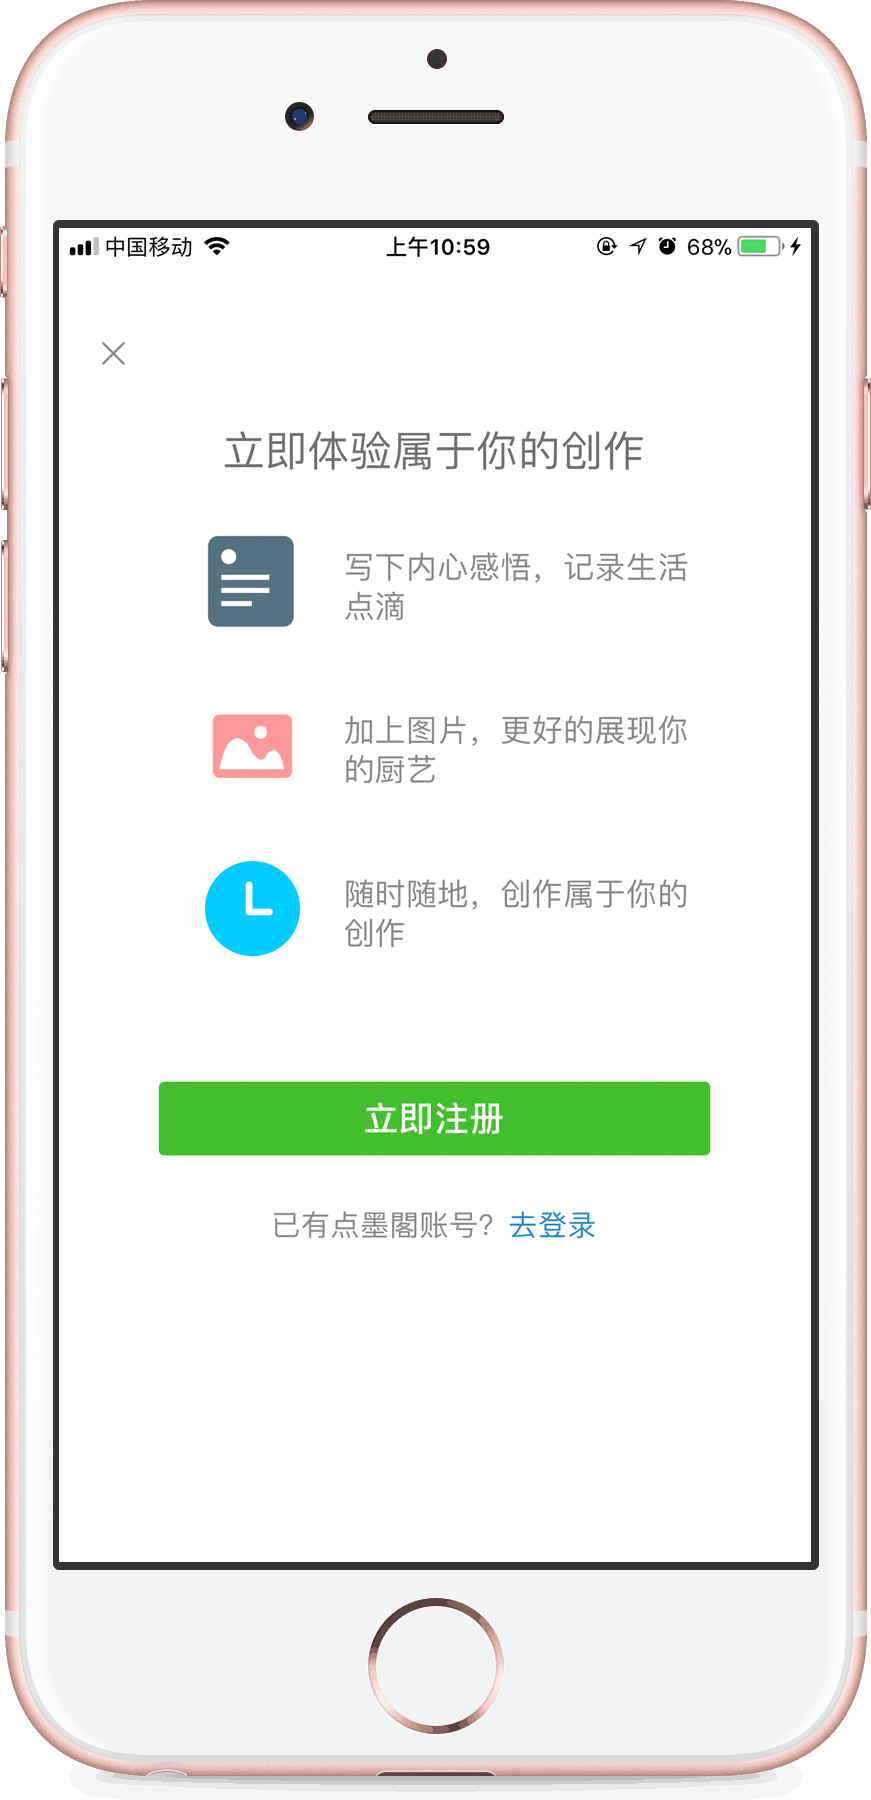 中国移动 上午10:59 68%
立即体验属于你的创作
写下内心感悟，记录生活
点滴
加上图片，更好的展现你
的厨艺
随时随地，创作属于你的
创作
立即注册
已有点墨閣账号？去登录